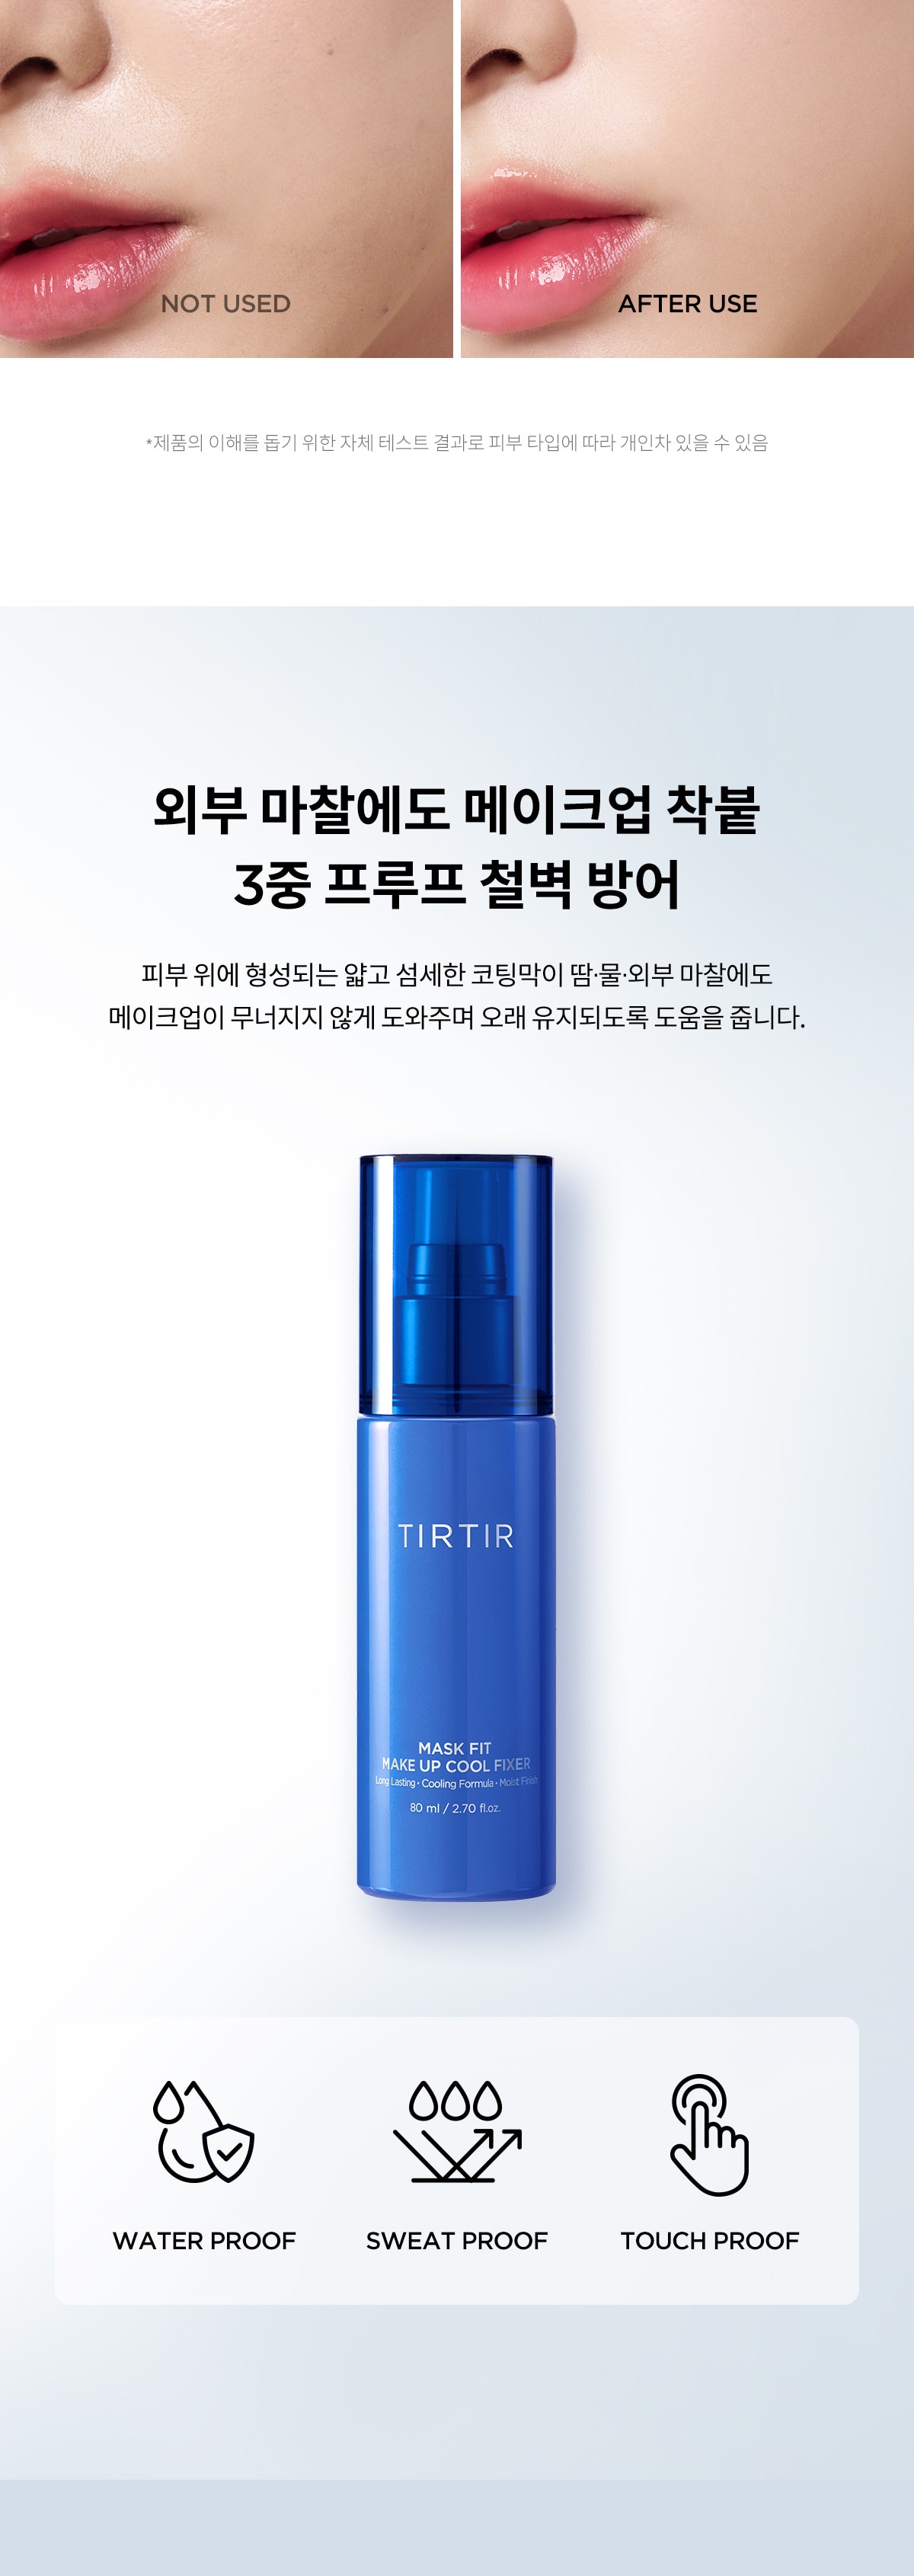 NOT USED
AFTER USE
*제품의 이해를 돕기 위한 자체 테스트 결과로 피부 타입에 따라 개인차 있을 수 있음
외부 마찰에도 메이크업 착붙
3중 프루프 철벽 방어
피부 위에 형성되는 얇고 섬세한 코팅막이 땀·물·외부 마찰에도
메이크업이 무너지지 않게 도와주며 오래 유지되도록 도움을 줍니다.
TIRTIR
MASK FIT
MAKE UP COOL FIXER
Long Lasting · Cooling Formula · Moist Finish
80 ml / 2.70 fl.oz.
WATER PROOF
SWEAT PROOF
TOUCH PROOF